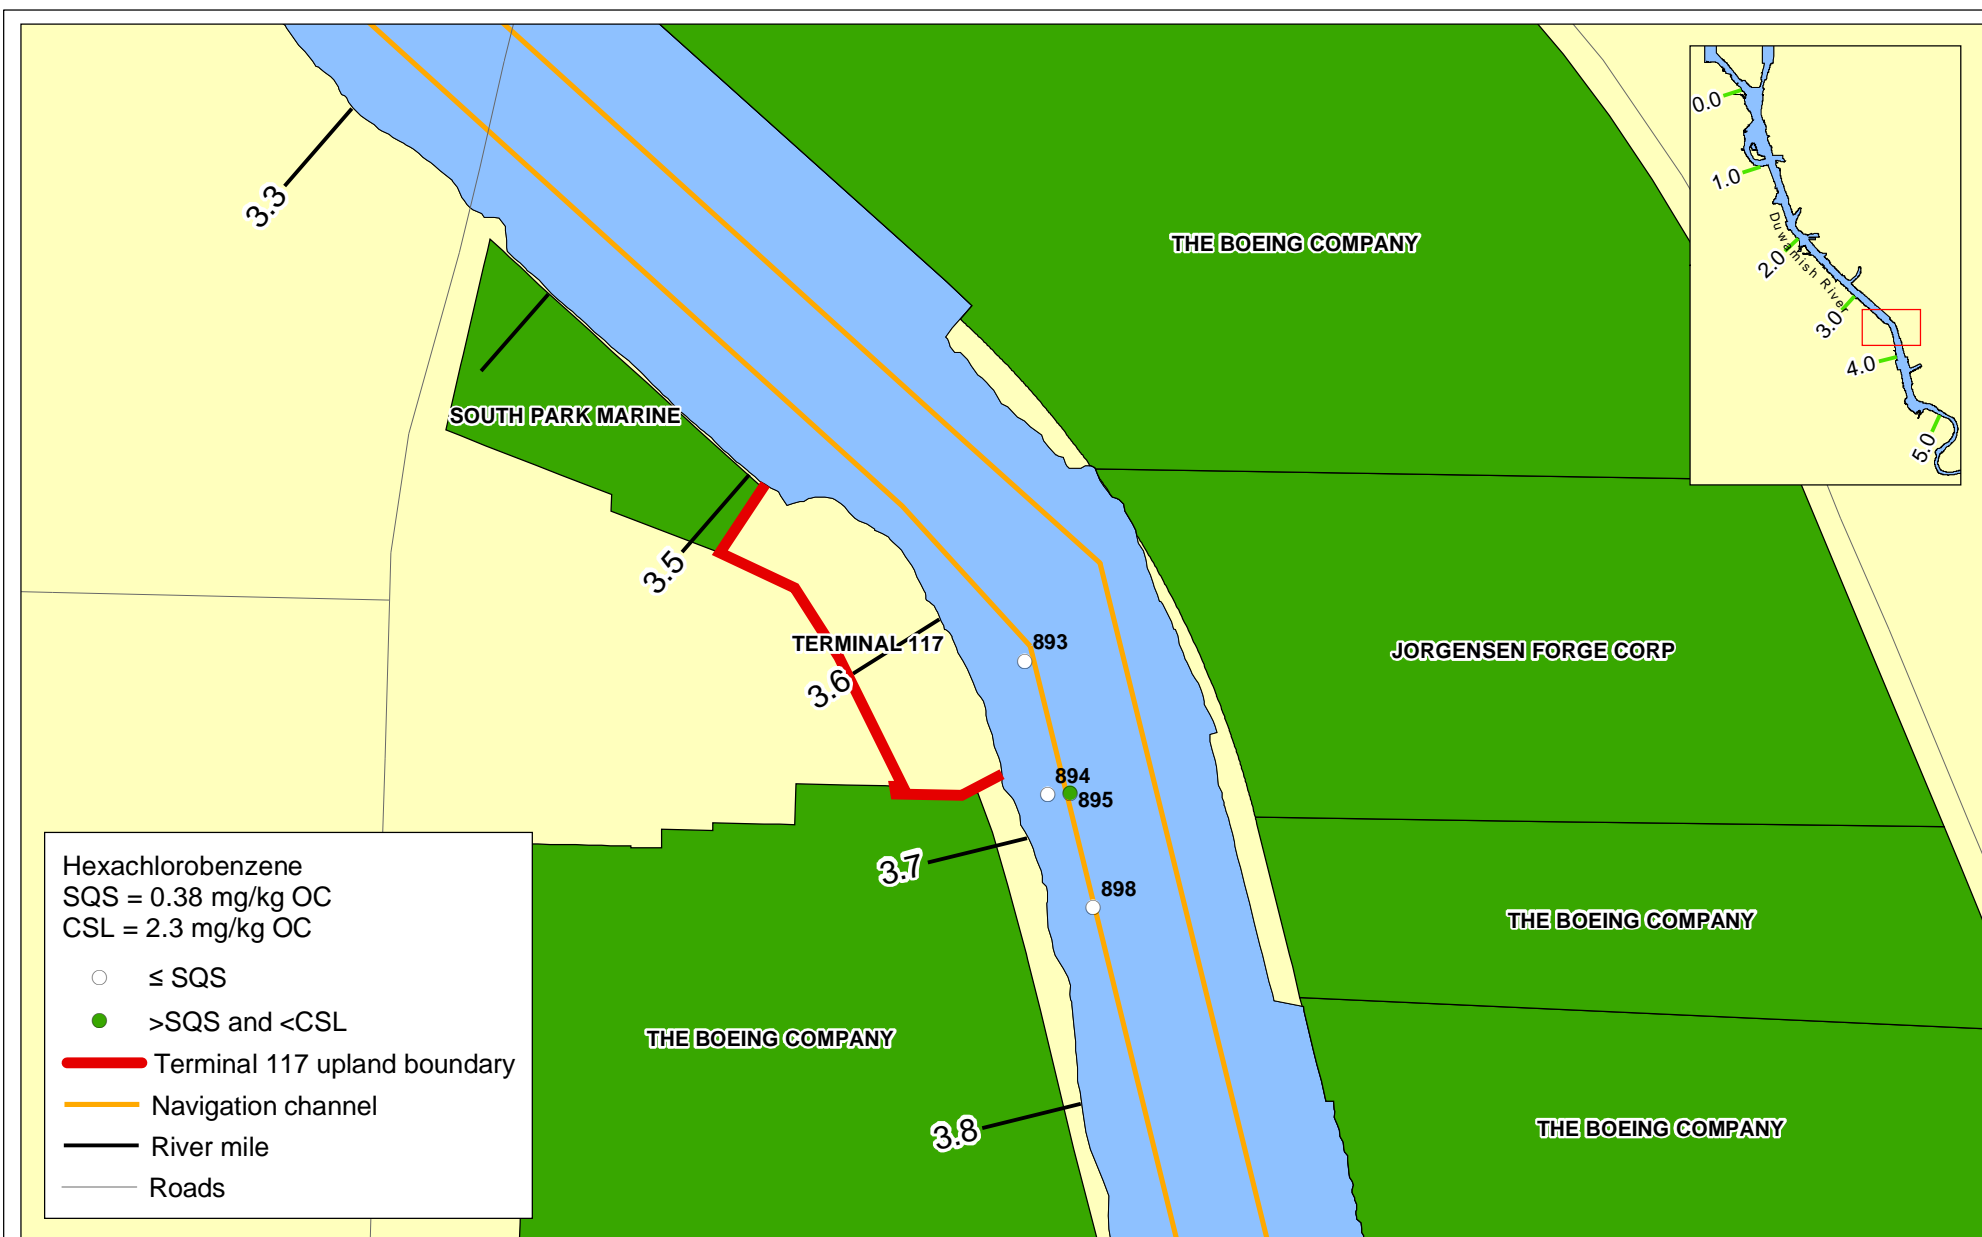 THE BOEING COMPANY
0.0
1.0
2.0
3.0
4.0
5.0
Duwamish River
3.3
SOUTH PARK MARINE
3.5
TERMINAL 117
3.6
893
JORGENSEN FORGE CORP
894
895
3.7
898
THE BOEING COMPANY
THE BOEING COMPANY
3.8
THE BOEING COMPANY
Hexachlorobenzene
SQS = 0.38 mg/kg OC
CSL = 2.3 mg/kg OC
≤ SQS
>SQS and <CSL
Terminal 117 upland boundary
Navigation channel
River mile
Roads